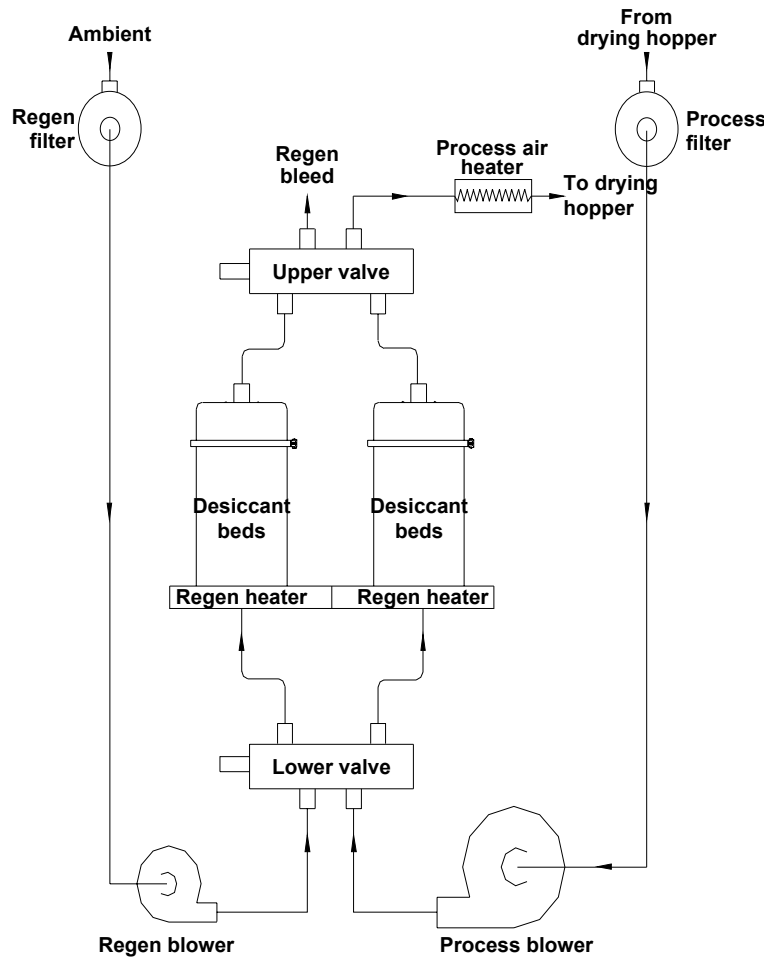 Ambient
From
drying hopper
Regen
filter
Process
filter
Regen
bleed
Process air
heater
To drying
hopper
Upper valve
Desiccant
beds
Desiccant
beds
Regen heater
Regen heater
Lower valve
Regen blower
Process blower